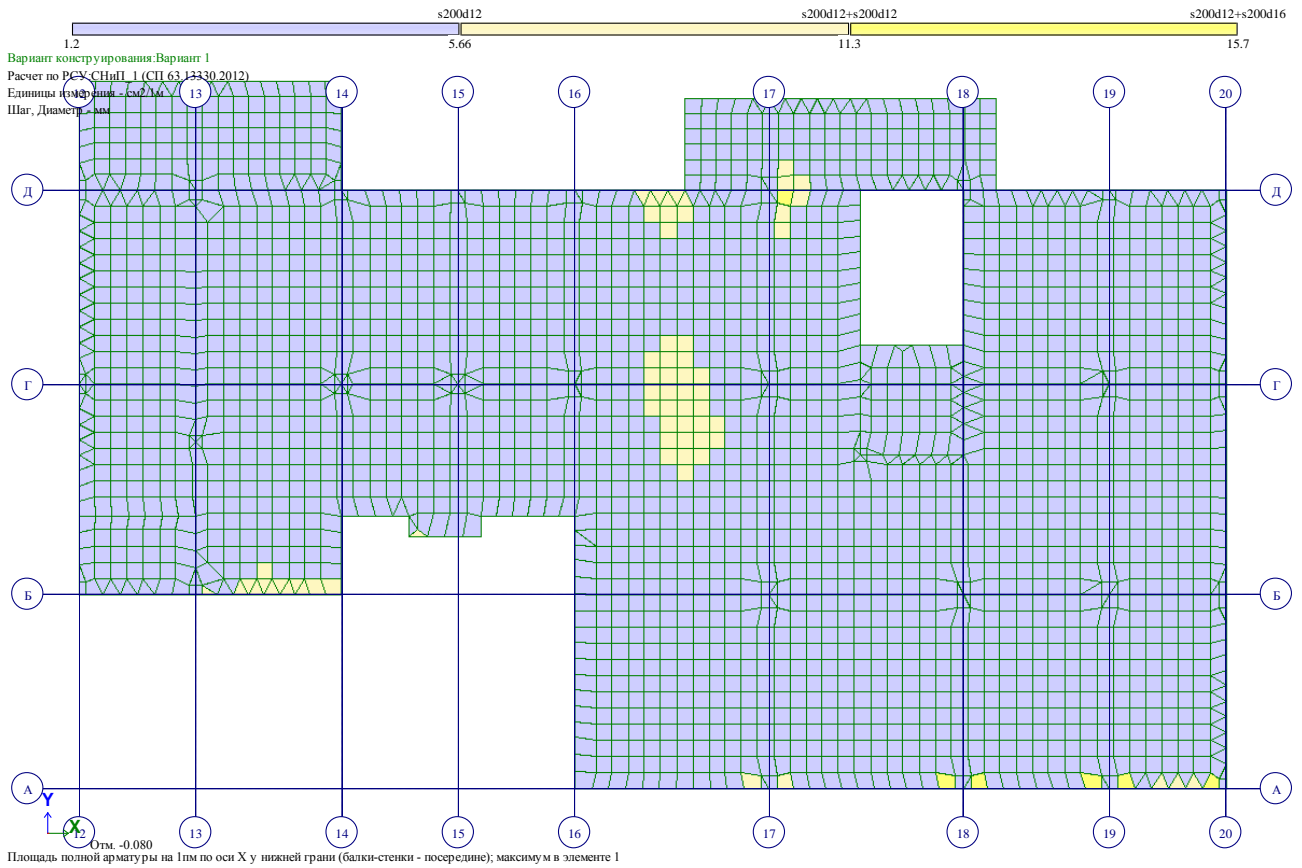 s200d12 s200d12+s200d12 s200d12+s200d16
1.2 5.66 11.3 15.7
Вариант конструирования:Вариант 1
Расчет по РСУ:СНиП_1 (СП 63.13330.2012)
Единицы измерения - см2/1м
Шаг, Диаметр - мм
12 13 14 15 16 17 18 19 20
Д Д
Г Г
Б Б
А А
Y
X
12 13 14 15 16 17 18 19 20
Отм. -0.080
Площадь полной арматуры на 1пм по оси X у нижней грани (балки-стенки - посередине); максимум в элементе 1